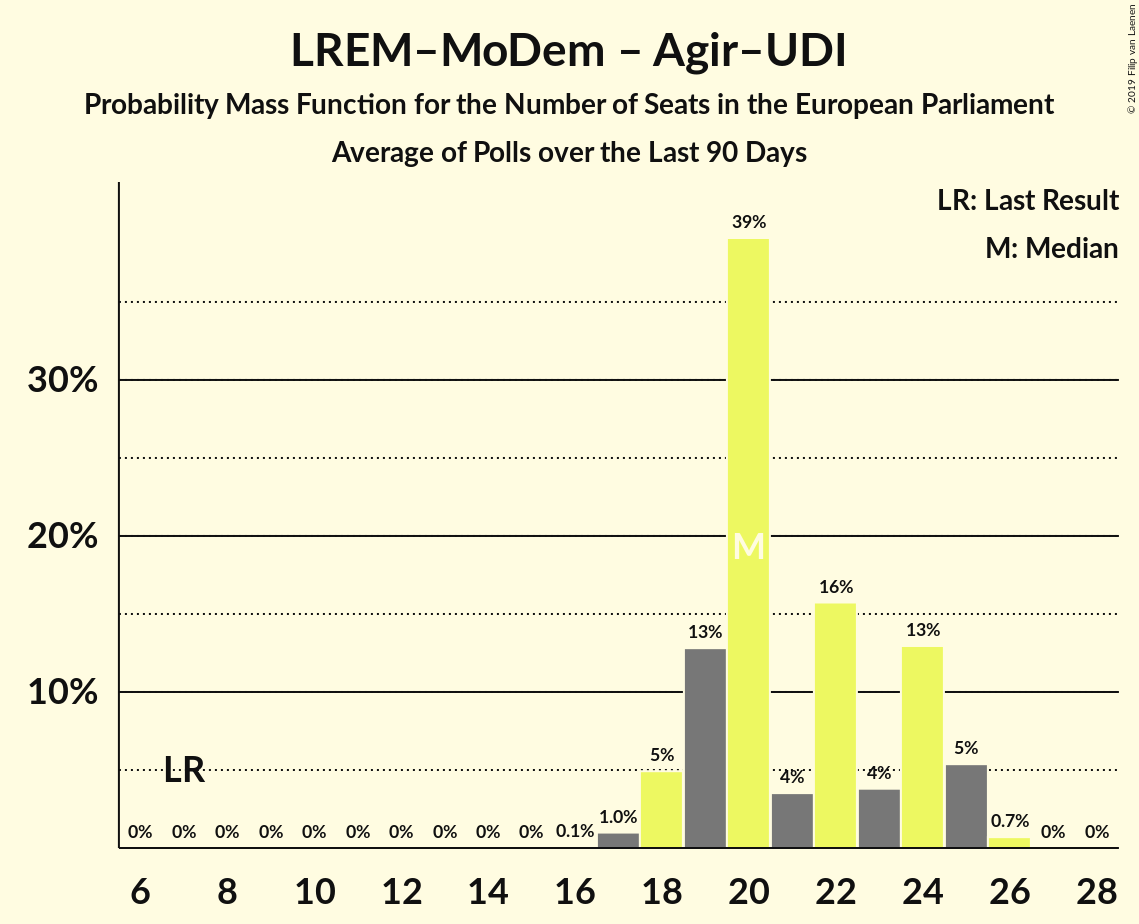 LREM–MoDem – Agir–UDI
Probability Mass Function for the Number of Seats in the European Parliament
Average of Polls over the Last 90 Days
© 2019 Filip van Laenen
LR: Last Result
M: Median
30%
20%
10%
LR
M
0% 0% 0% 0% 0% 0% 0% 0% 0% 0% 0.1% 1.0% 5% 13% 39% 4% 16% 4% 13% 5% 0.7% 0% 0%
6 8 10 12 14 16 18 20 22 24 26 28